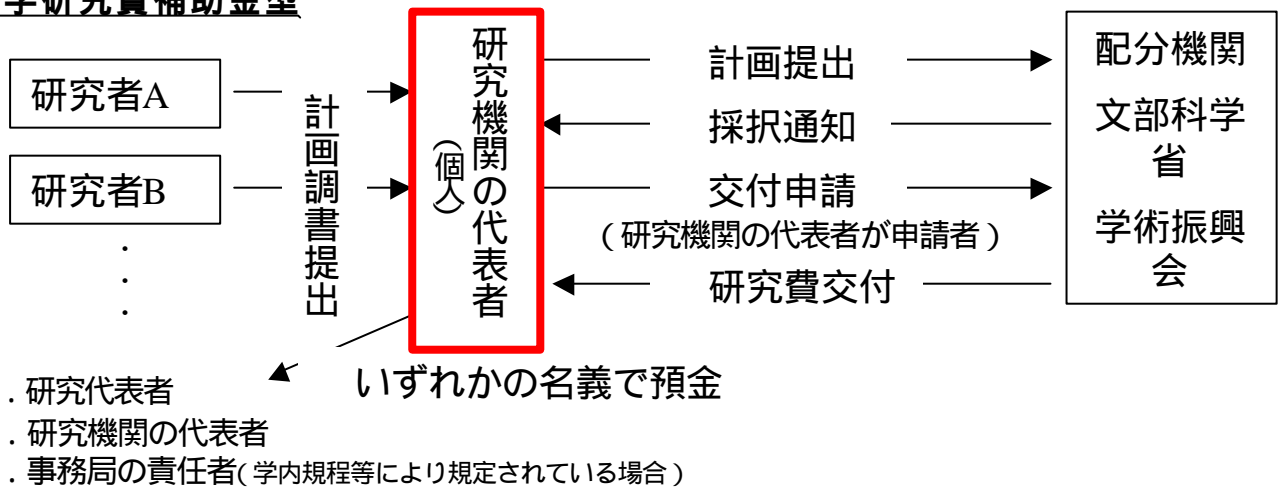 学研究費補助金型
研究者A
研究者B
.
.
.
計画調書提出
研究機関の代表者
(個人)
計画提出
採択通知
交付申請
(研究機関の代表者が申請者)
研究費交付
配分機関
文部科学
省
学術振興
会
いずれかの名義で預金
. 研究代表者
. 研究機関の代表者
. 事務局の責任者(学内規程等により規定されている場合)